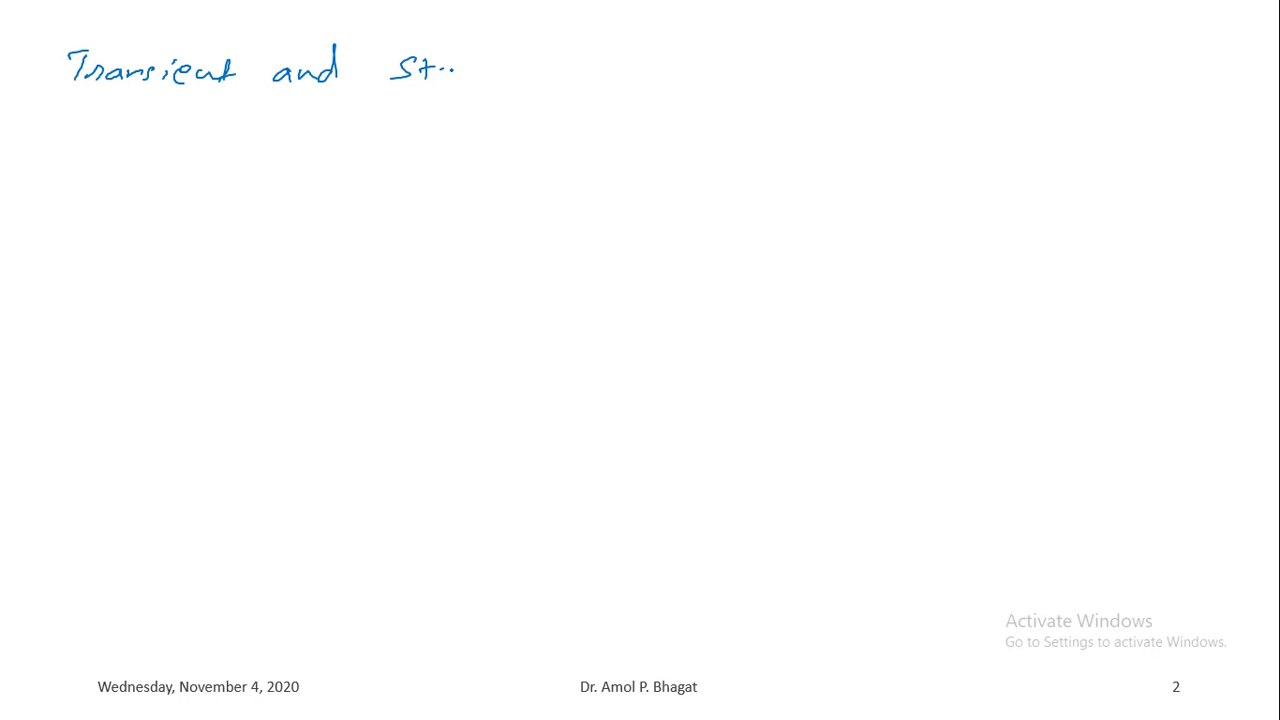 Transient and St..
Activate Windows
Go to Settings to activate Windows.
Wednesday, November 4, 2020 Dr. Amol P. Bhagat 2